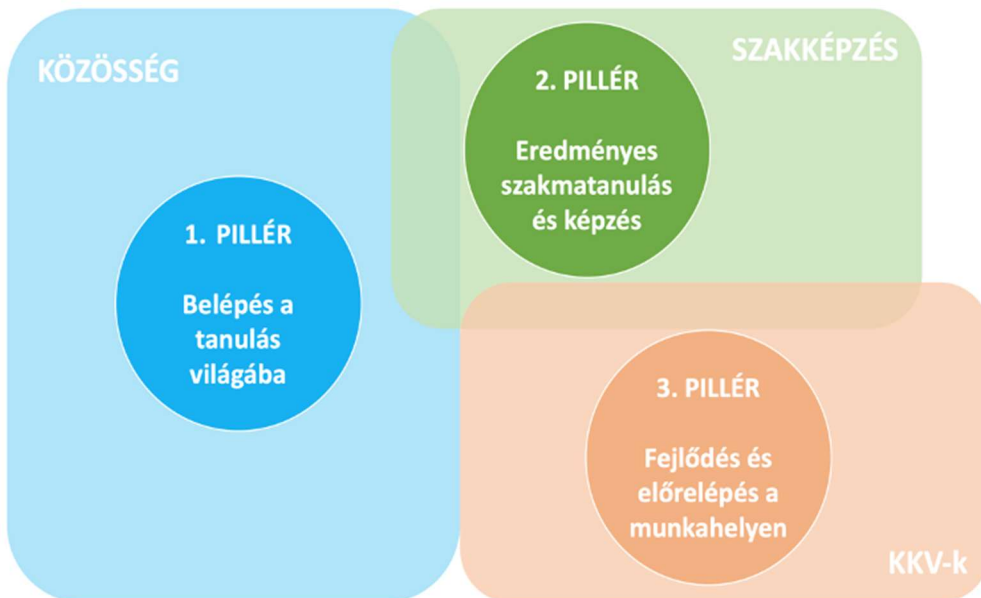 KÖZÖSSÉG
1. PILLÉR
Belépés a
tanulás
világába
SZAKKÉPZÉS
2. PILLÉR
Eredményes
szakmatanulás
és képzés
3. PILLÉR
Fejlődés és
előrelépés a
munkahelyen
KKV-k